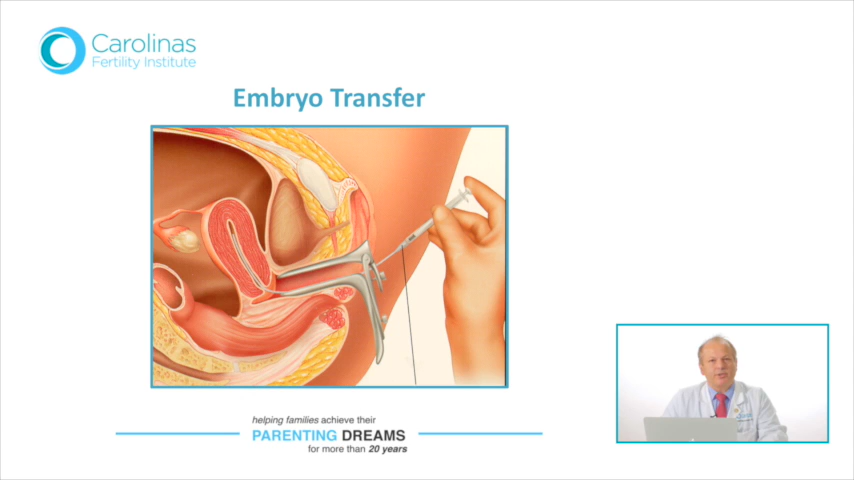 Carolinas
Fertility Institute
Embryo Transfer
helping families achieve their
PARENTING DREAMS
for more than 20 years